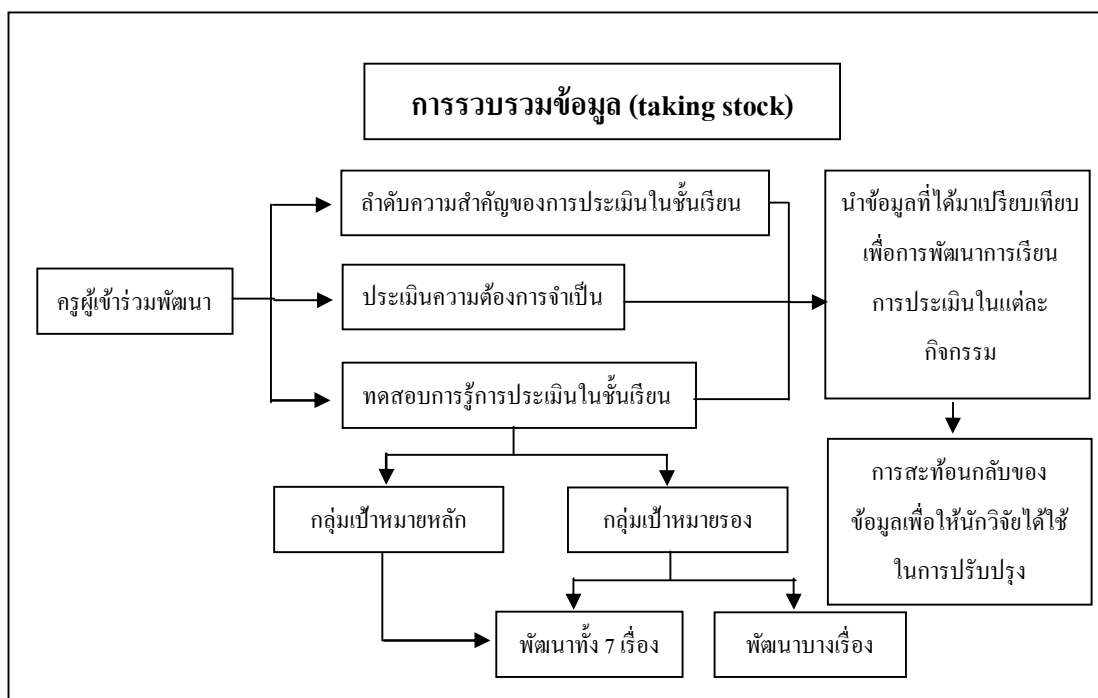 การรวบรวมข้อมูล (taking stock)
ลำดับความสำคัญของการประเมินในชั้นเรียน
ครูผู้เข้าร่วมพัฒนา
ประเมินความต้องการจำเป็น
ทดสอบการรู้การประเมินในชั้นเรียน
นำข้อมูลที่ได้มาเปรียบเทียบ
เพื่อการพัฒนาการเรียน
การประเมินในแต่ละ
กิจกรรม
กลุ่มเป้าหมายหลัก
กลุ่มเป้าหมายรอง
การสะท้อนกลับของ
ข้อมูลเพื่อให้นักวิจัยได้ใช้
ในการปรับปรุง
พัฒนาทั้ง 7 เรื่อง
พัฒนาบางเรื่อง